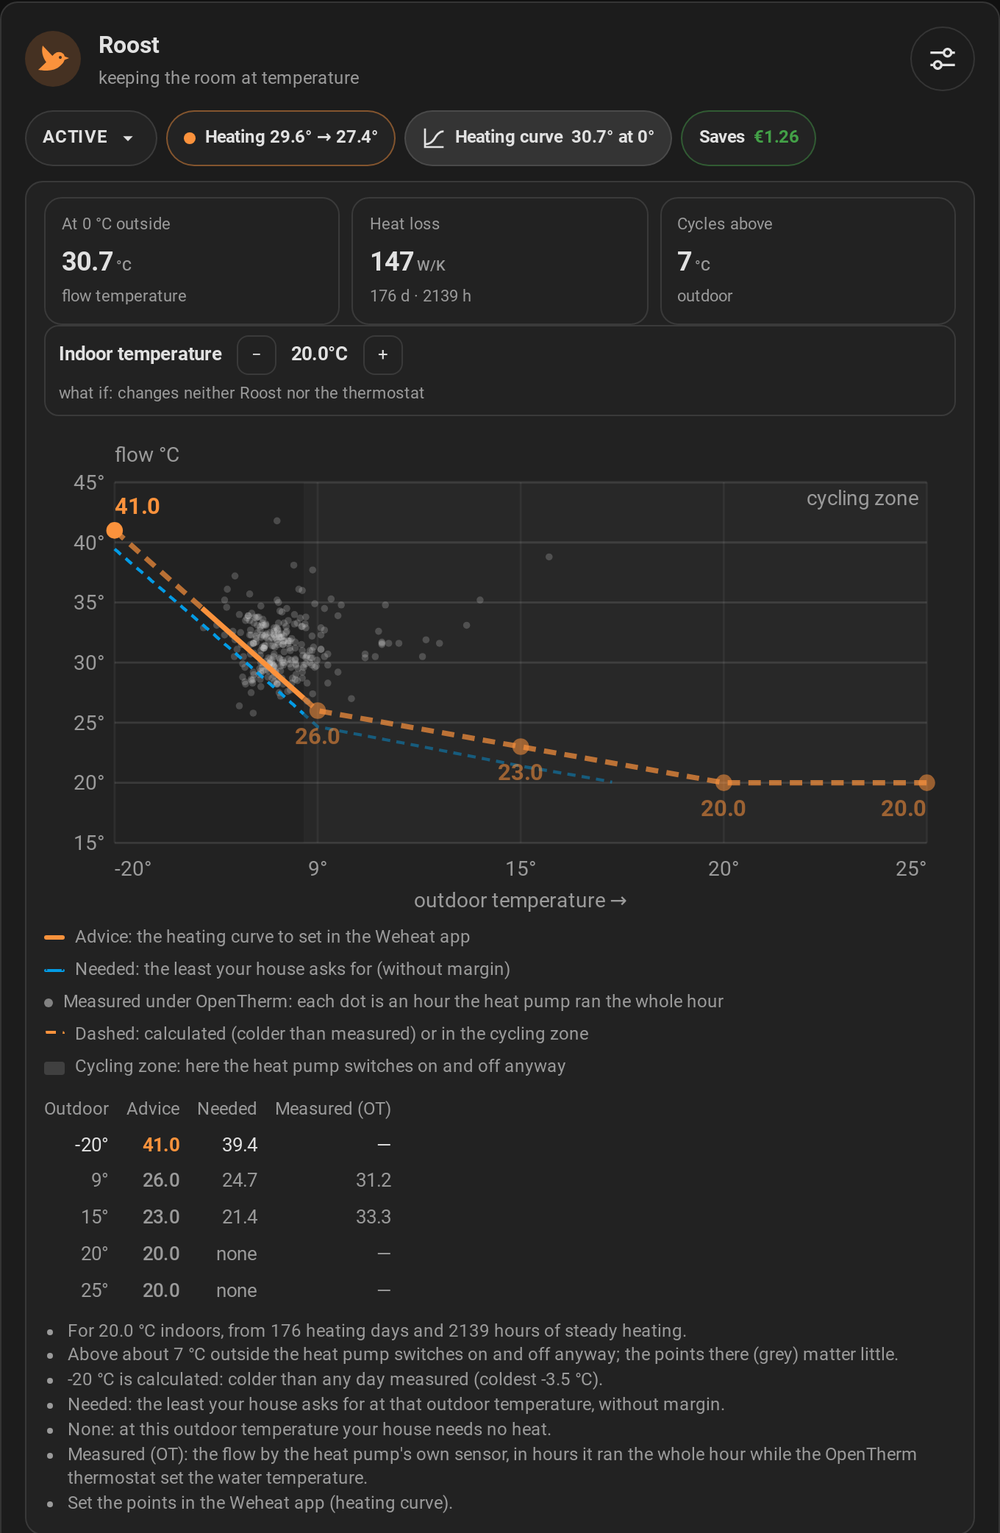 Roost
keeping the room at temperature
ACTIVE
Heating 29.6° → 27.4°
Heating curve 30.7° at 0°
Saves €1.26
At 0 °C outside
30.7 °C
flow temperature
Heat loss
147 W/K
176 d · 2139 h
Cycles above
7 °C
outdoor
Indoor temperature − 20.0°C +
what if: changes neither Roost nor the thermostat
flow °C
45°
cycling zone
41.0
40°
35°
30°
25°
26.0
23.0
20°
20.0
20.0
15°
-20° 9° 15° 20° 25°
outdoor temperature →
Advice: the heating curve to set in the Weheat app
Needed: the least your house asks for (without margin)
Measured under OpenTherm: each dot is an hour the heat pump ran the whole hour
Dashed: calculated (colder than measured) or in the cycling zone
Cycling zone: here the heat pump switches on and off anyway
Outdoor Advice Needed Measured (OT)
-20° 41.0 39.4 —
9° 26.0 24.7 31.2
15° 23.0 21.4 33.3
20° 20.0 none —
25° 20.0 none —
• For 20.0 °C indoors, from 176 heating days and 2139 hours of steady heating.
• Above about 7 °C outside the heat pump switches on and off anyway; the points there (grey) matter little.
• -20 °C is calculated: colder than any day measured (coldest -3.5 °C).
• Needed: the least your house asks for at that outdoor temperature, without margin.
• None: at this outdoor temperature your house needs no heat.
• Measured (OT): the flow by the heat pump's own sensor, in hours it ran the whole hour while the OpenTherm
thermostat set the water temperature.
• Set the points in the Weheat app (heating curve).